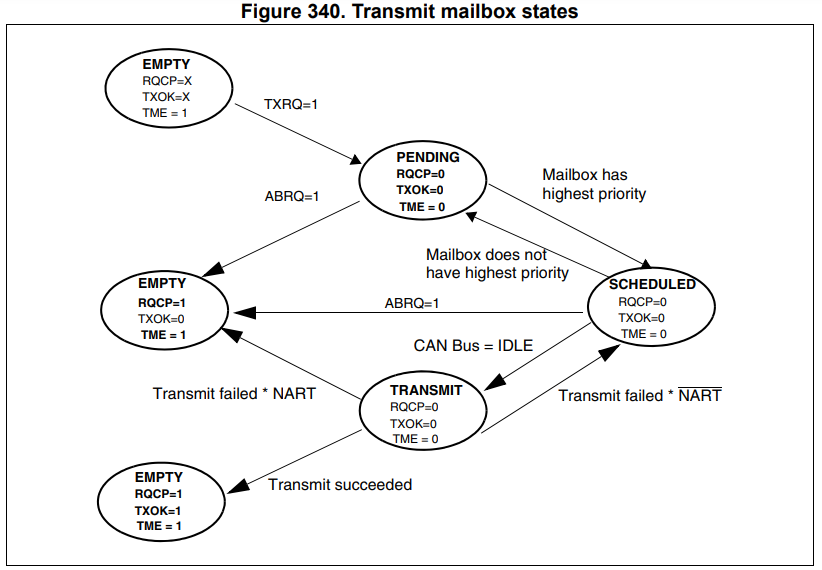 Figure 340. Transmit mailbox states
EMPTY
RQCP=X
TXOK=X
TME = 1
TXRQ=1
PENDING
RQCP=0
TXOK=0
TME = 0
Mailbox has
highest priority
ABRQ=1
Mailbox does not
have highest priority
EMPTY
RQCP=1
TXOK=0
TME = 1
SCHEDULED
RQCP=0
TXOK=0
TME = 0
ABRQ=1
CAN Bus = IDLE
Transmit failed * NART
TRANSMIT
RQCP=0
TXOK=0
TME = 0
Transmit failed * N̅A̅R̅T̅
EMPTY
RQCP=1
TXOK=1
TME = 1
Transmit succeeded